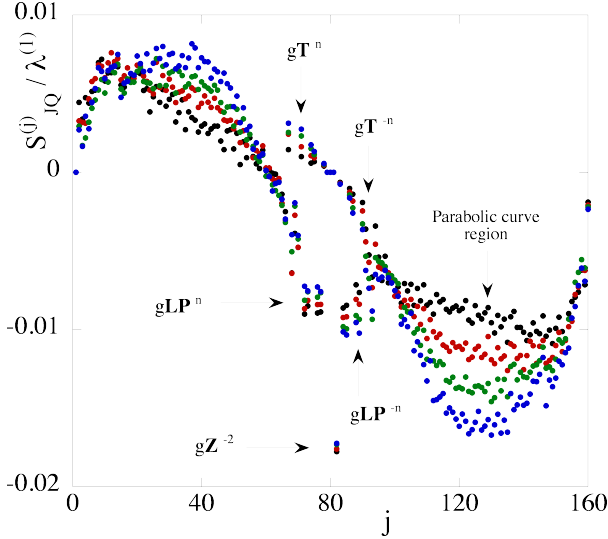 0.01
S^(j)_JQ / λ^(1)
gT^n
gT^-n
0
Parabolic curve
region
gLP^n
-0.01
gLP^-n
gZ^-2
-0.02
0 40 80 120 160
j